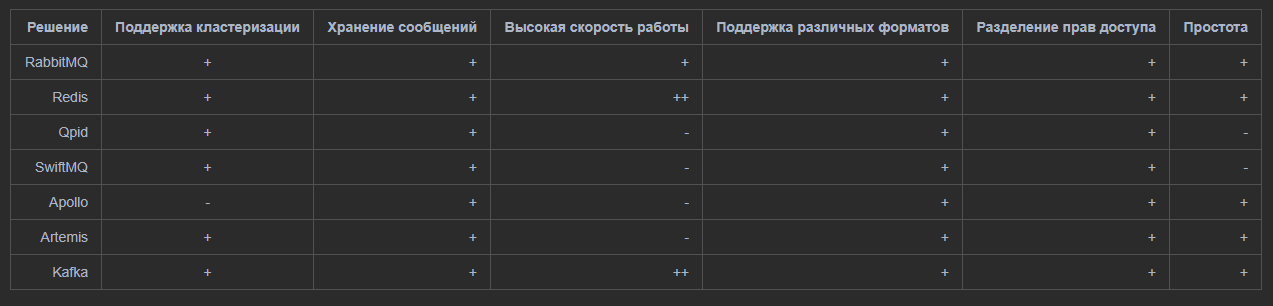 Решение Поддержка кластеризации Хранение сообщений Высокая скорость работы Поддержка различных форматов Разделение прав доступа Простота
RabbitMQ + + + + + +
Redis + + ++ + + +
Qpid + + - + + -
SwiftMQ + + - + + -
Apollo - + - + + +
Artemis + + - + + +
Kafka + + ++ + + +